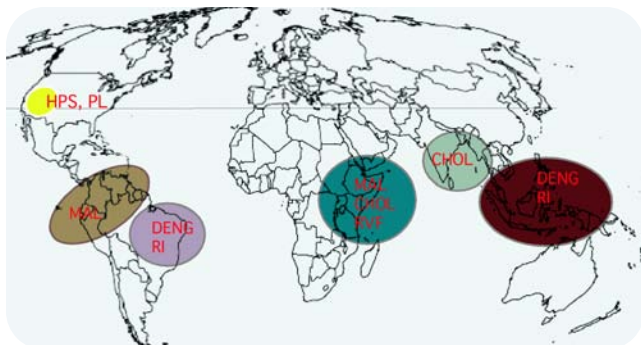 HPS, PL
MAL
DENG
RI
MAL
CHOL
RVF
CHOL
DENG
RI